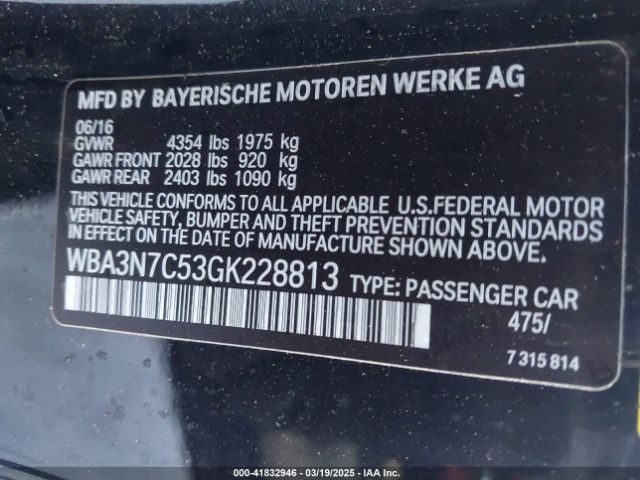 MFD BY BAYERISCHE MOTOREN WERKE AG
06/16
GVWR 4354 lbs 1975 kg
GAWR FRONT 2028 lbs 920 kg
GAWR REAR 2403 lbs 1090 kg
THIS VEHICLE CONFORMS TO ALL APPLICABLE U.S.FEDERAL MOTOR
VEHICLE SAFETY, BUMPER AND THEFT PREVENTION STANDARDS
IN EFFECT ON THE DATE OF MANUFACTURE SHOWN ABOVE.
WBA3N7C53GK228813 TYPE: PASSENGER CAR
475/
7 315 814
000-41832946 - 03/19/2025 - IAAI.COM